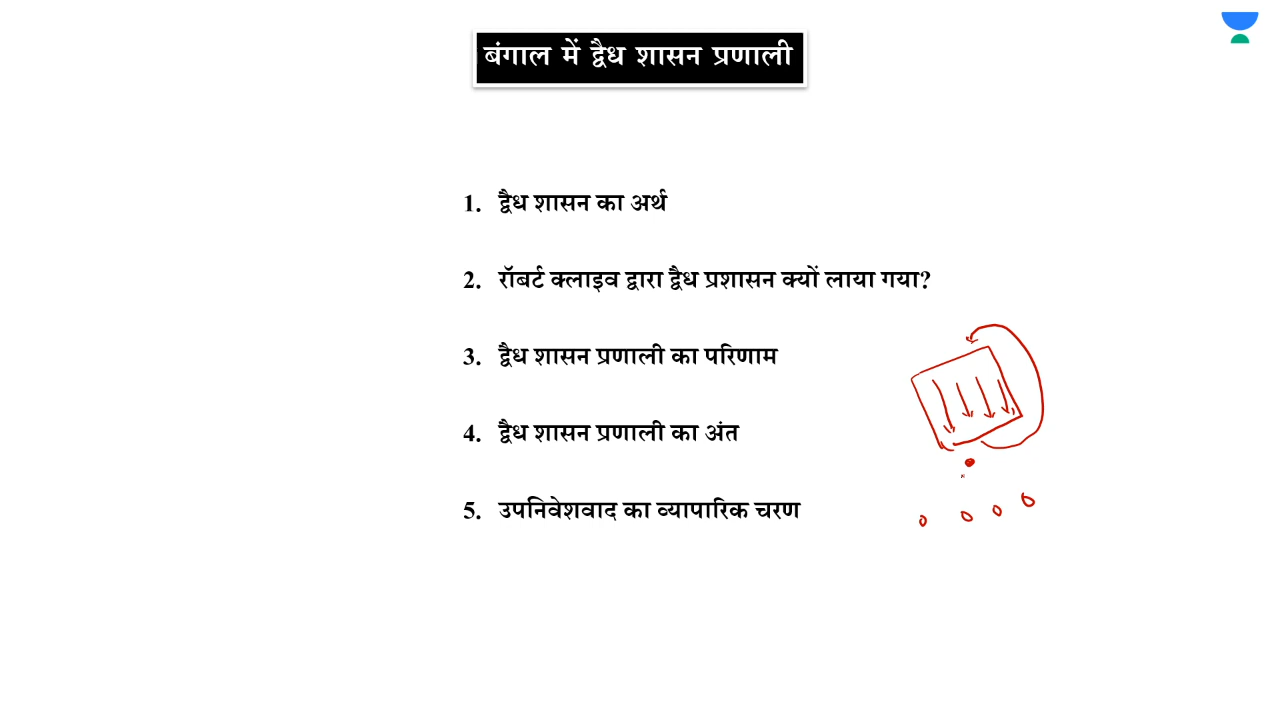 बंगाल में द्वैध शासन प्रणाली
1. द्वैध शासन का अर्थ
2. रॉबर्ट क्लाइव द्वारा द्वैध प्रशासन क्यों लाया गया?
3. द्वैध शासन प्रणाली का परिणाम
4. द्वैध शासन प्रणाली का अंत
5. उपनिवेशवाद का व्यापारिक चरण